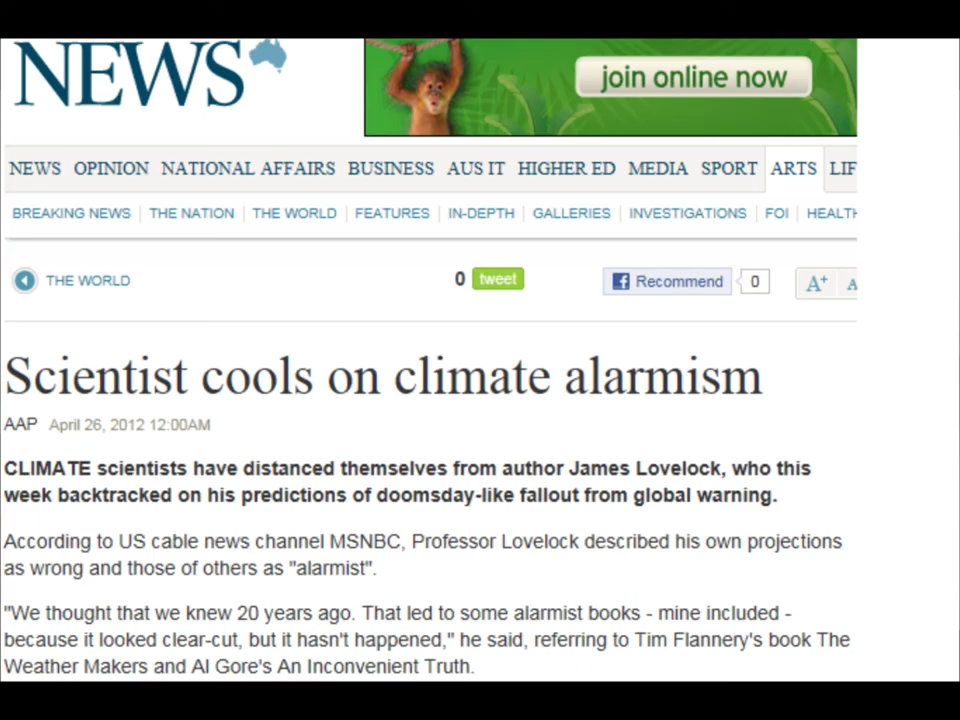 NEWS
join online now
NEWS OPINION NATIONAL AFFAIRS BUSINESS AUS IT HIGHER ED MEDIA SPORT ARTS LIF
BREAKING NEWS THE NATION THE WORLD FEATURES IN-DEPTH GALLERIES INVESTIGATIONS FOI HEALTH
THE WORLD 0 tweet Recommend 0 A+ A
Scientist cools on climate alarmism
AAP April 26, 2012 12:00AM
CLIMATE scientists have distanced themselves from author James Lovelock, who this
week backtracked on his predictions of doomsday-like fallout from global warning.
According to US cable news channel MSNBC, Professor Lovelock described his own projections
as wrong and those of others as "alarmist".
"We thought that we knew 20 years ago. That led to some alarmist books - mine included -
because it looked clear-cut, but it hasn't happened," he said, referring to Tim Flannery's book The
Weather Makers and Al Gore's An Inconvenient Truth.